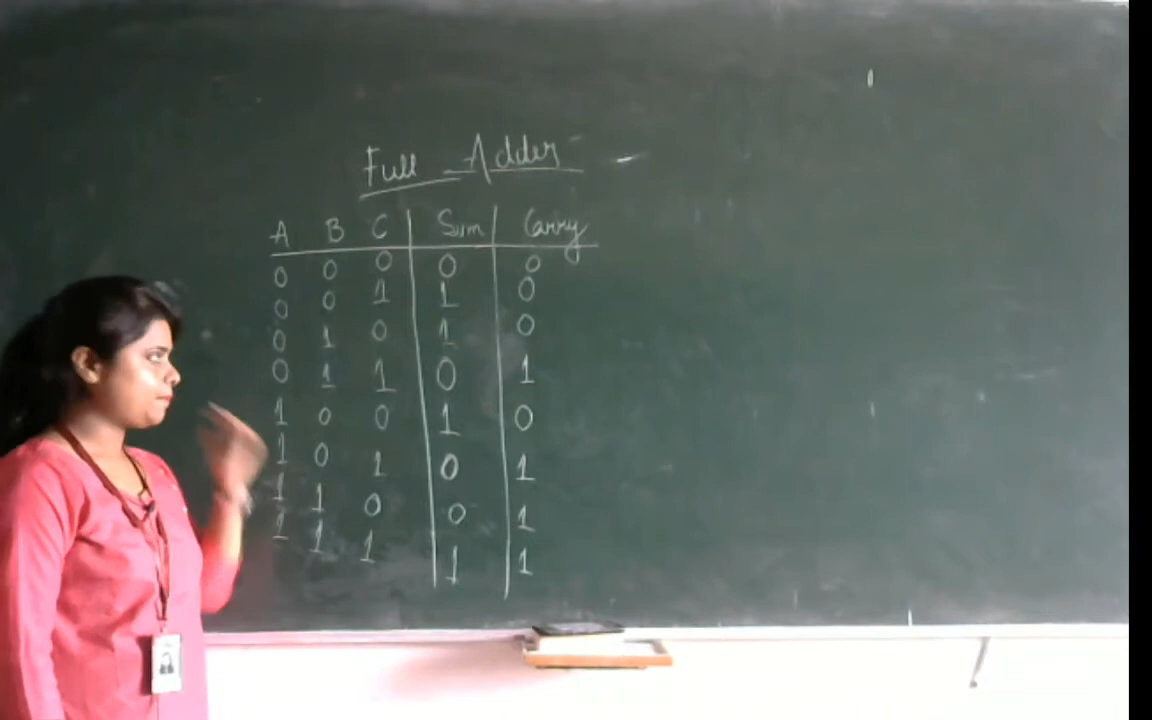 Full Adder
A B C Sum Carry
0 0 0 0 0
0 0 1 1 0
0 1 0 1 0
0 1 1 0 1
1 0 0 1 0
1 0 1 0 1
1 1 0 0 1
1 1 1 1 1